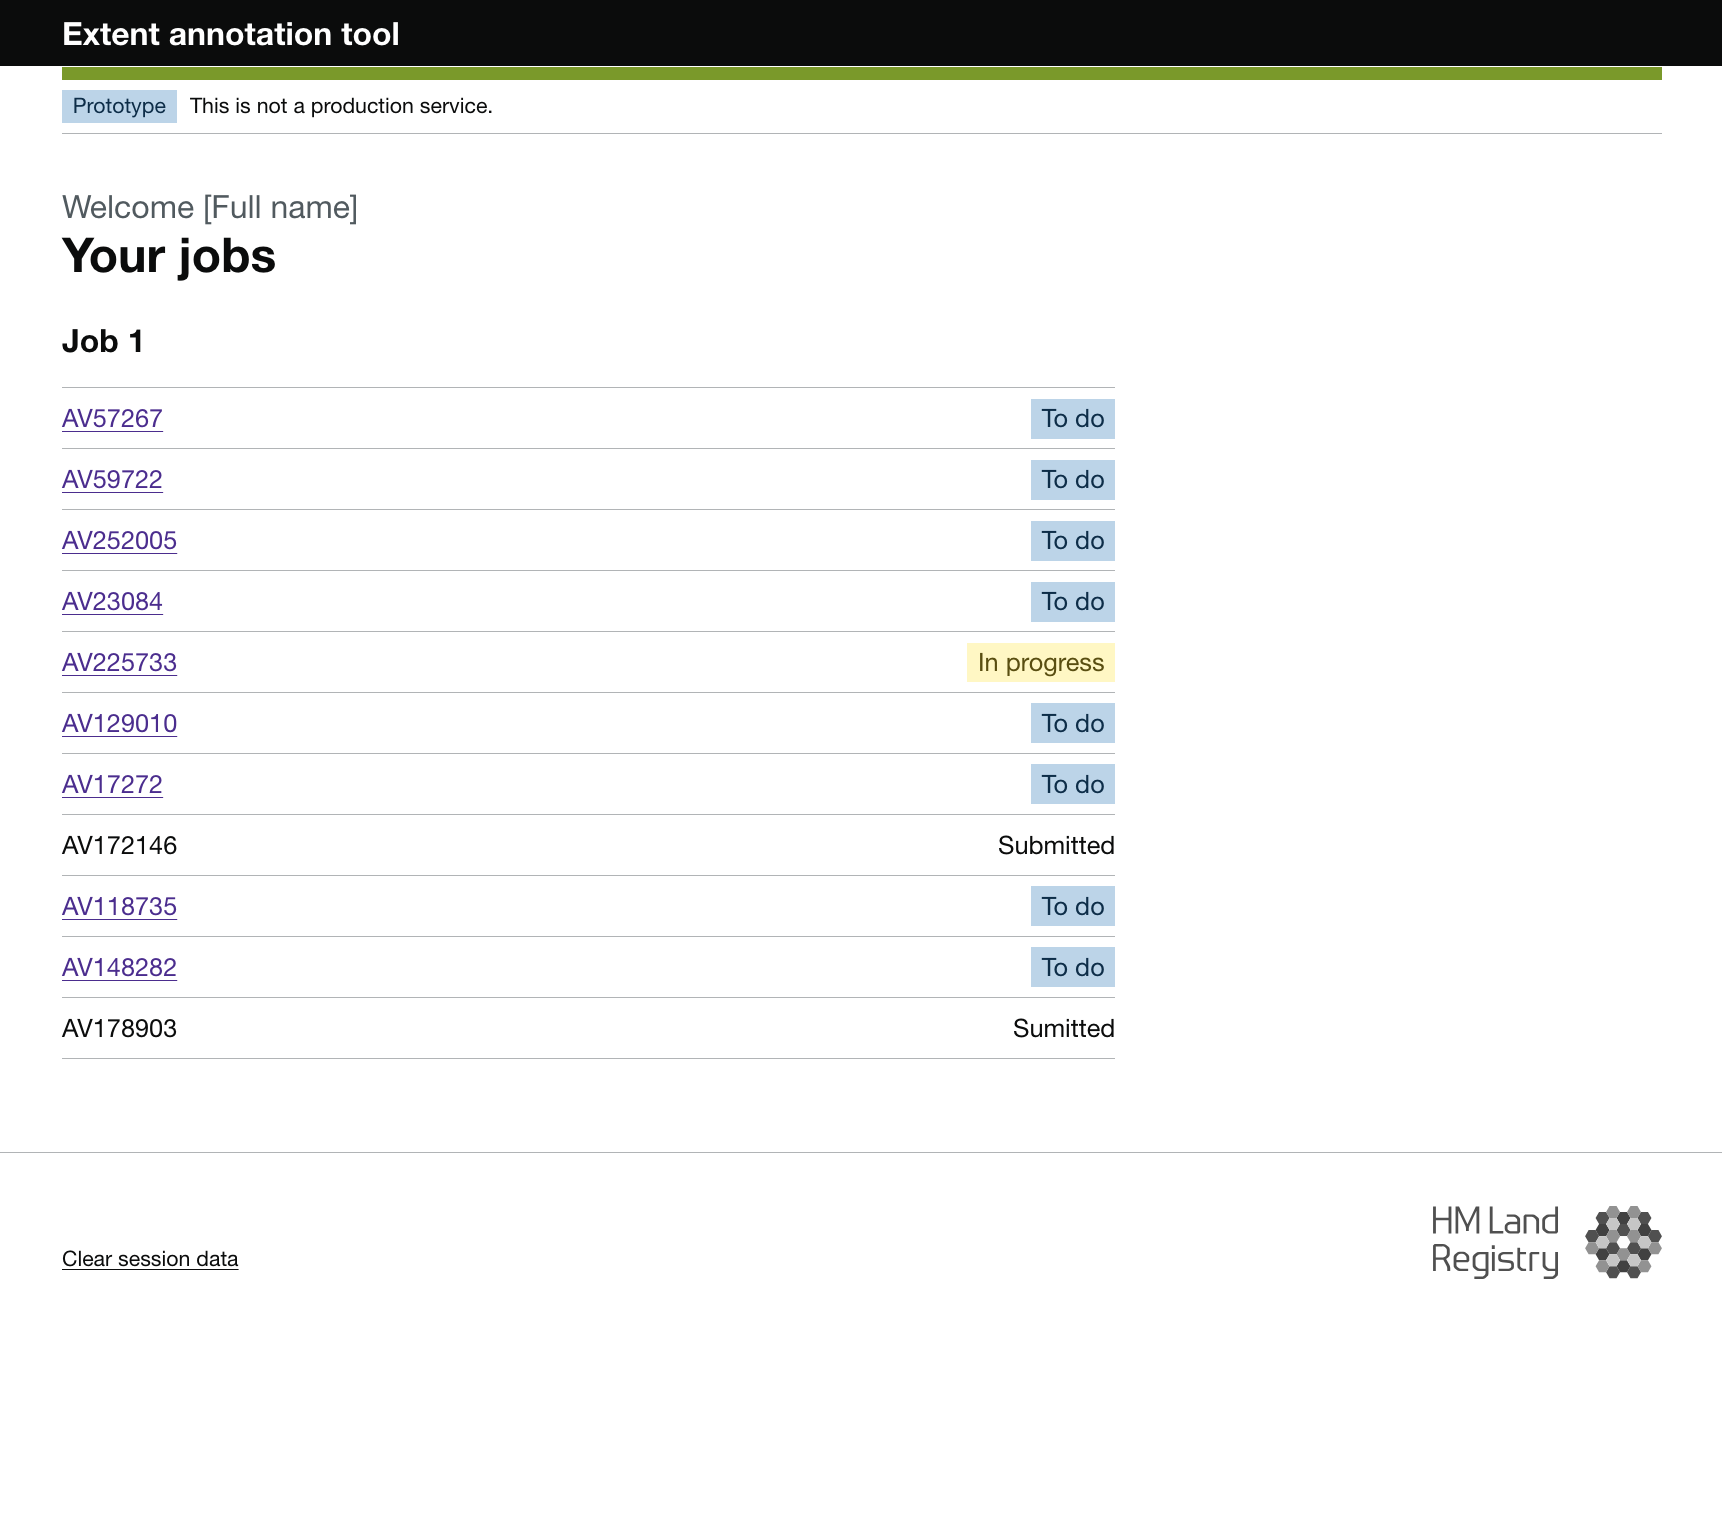 Extent annotation tool
Prototype This is not a production service.
Welcome [Full name]
Your jobs
Job 1
AV57267 To do
AV59722 To do
AV252005 To do
AV23084 To do
AV225733 In progress
AV129010 To do
AV17272 To do
AV172146 Submitted
AV118735 To do
AV148282 To do
AV178903 Sumitted
HM Land
Registry
Clear session data